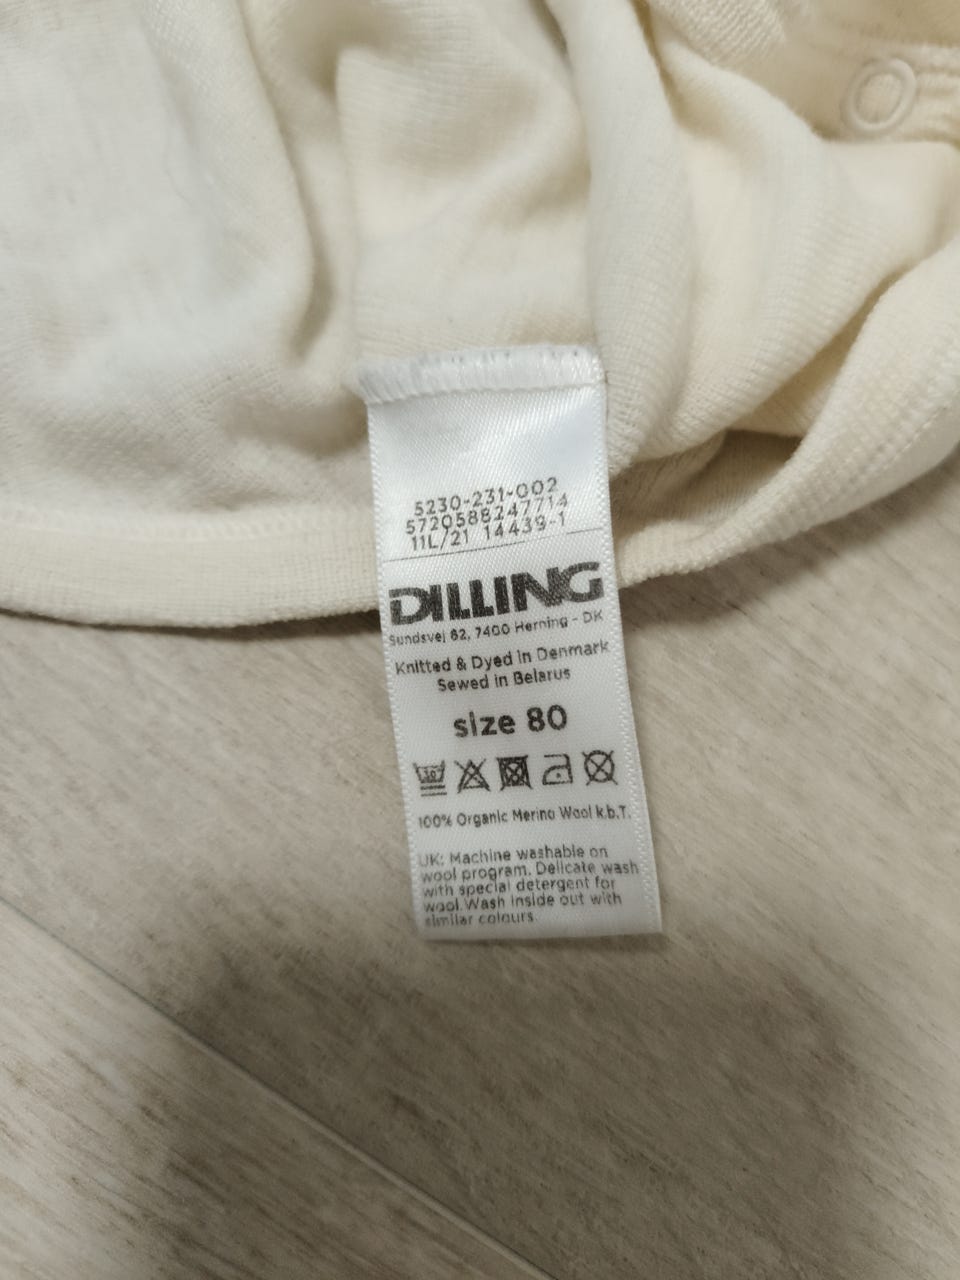 5230-231-002
5720588247714
11L/21 14439-1
DILLING
Sundsvej 62, 7400 Herning - DK
Knitted & Dyed in Denmark
Sewed in Belarus
size 80
30
100% Organic Merino Wool k.b.T.
UK: Machine washable on
wool program. Delicate wash
with special detergent for
wool. Wash inside out with
similar colours